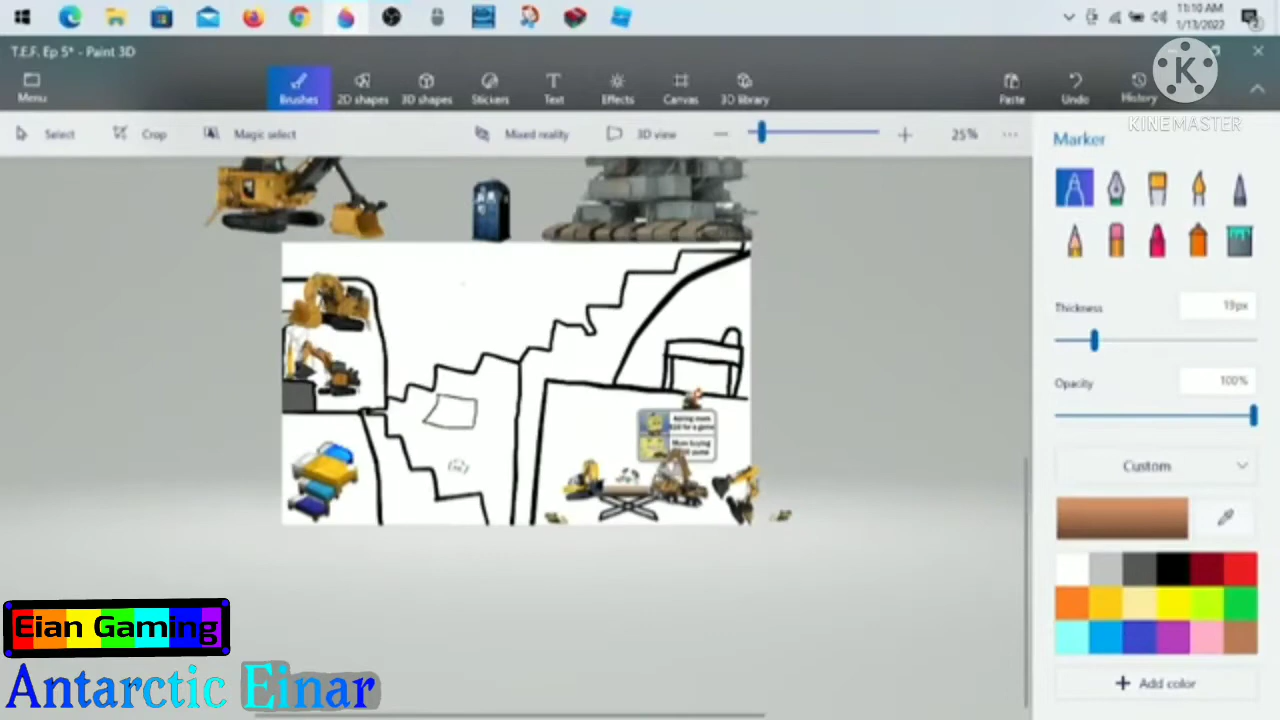 11:10 AM
1/13/2022
T.E.F. Ep 5* - Paint 3D
Menu
Brushes
2D shapes
3D shapes
Stickers
Text
Effects
Canvas
3D library
Paste
Undo
History
K
KINEMASTER
Select
Crop
Magic select
Mixed reality
3D view
25%
Marker
Thickness
19px
Opacity
100%
Custom
Add color
Eian Gaming
Antarctic Einar